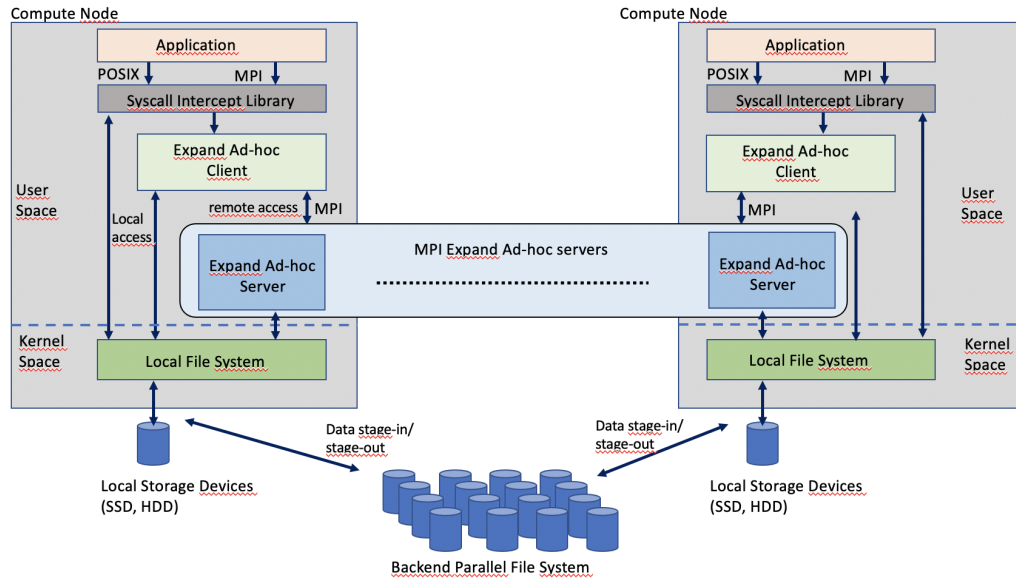 Compute Node
Application
POSIX
MPI
Syscall Intercept Library
Expand Ad-hoc
Client
User
Space
Local
access
remote access
MPI
Expand Ad-hoc
Server
Kernel
Space
Local File System
Local Storage Devices
(SSD, HDD)
MPI Expand Ad-hoc servers
Data stage-in/
stage-out
Backend Parallel File System
Compute Node
Application
POSIX
MPI
Syscall Intercept Library
Expand Ad-hoc
Client
User
Space
MPI
Expand Ad-hoc
Server
Kernel
Space
Local File System
Data stage-in/
stage-out
Local Storage Devices
(SSD, HDD)